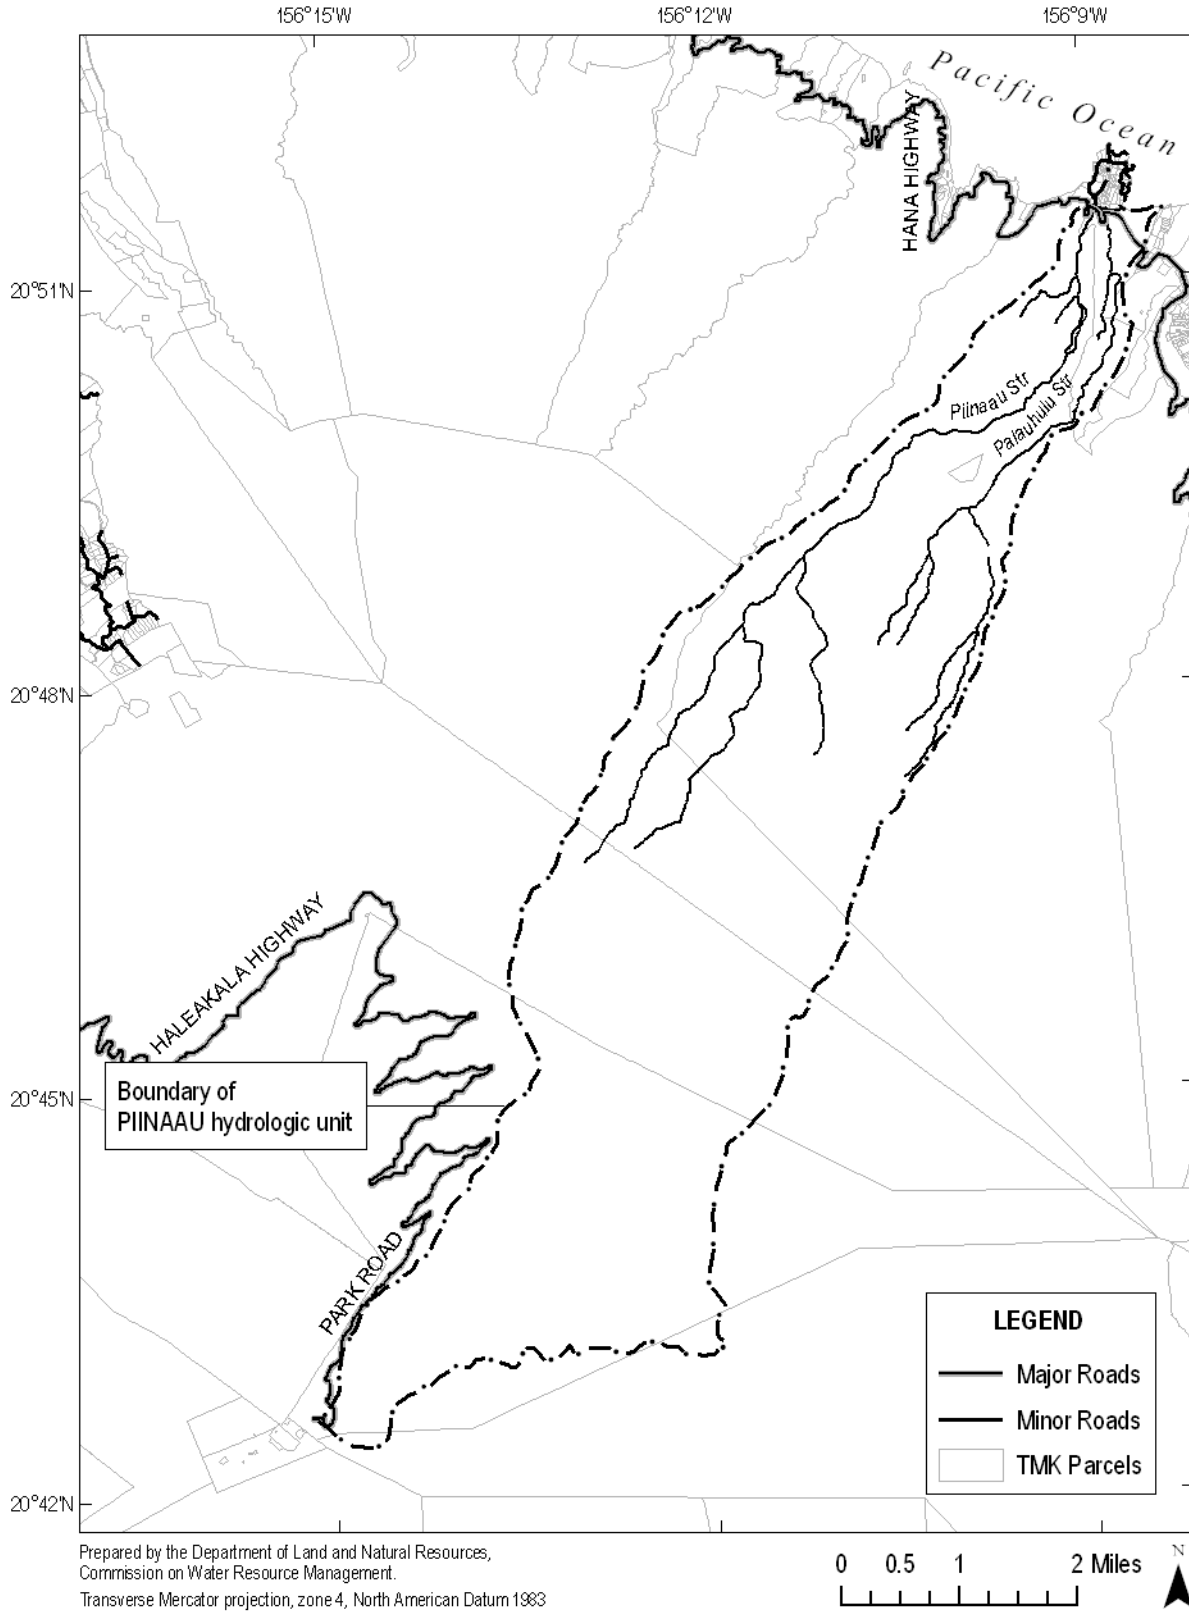 156°15'W 156°12'W 156°9'W
Pacific Ocean
HANA HIGHWAY
20°51'N
Piinaau Str
Palauhulu Str
20°48'N
HALEAKALA HIGHWAY
20°45'N
Boundary of
PIINAAU hydrologic unit
PARK ROAD
LEGEND
Major Roads
Minor Roads
TMK Parcels
20°42'N
Prepared by the Department of Land and Natural Resources,
Commission on Water Resource Management.
Transverse Mercator projection, zone 4, North American Datum 1983
0 0.5 1 2 Miles
N